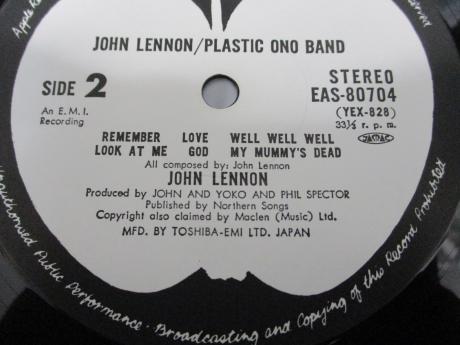 JOHN LENNON/PLASTIC ONO BAND
SIDE 2
An E.M.I. Recording
STEREO
EAS-80704
(YEX-828)
33⅓ r.p.m.
REMEMBER LOVE WELL WELL WELL
LOOK AT ME GOD MY MUMMY'S DEAD
All composed by: John Lennon
JOHN LENNON
Produced by JOHN AND YOKO AND PHIL SPECTOR
Published by Northern Songs
Copyright also claimed by Maclen (Music) Ltd.
MFD. BY TOSHIBA-EMI LTD. JAPAN
Apple
Unauthorised Public Performance · Broadcasting and Copying of this Record Prohibited